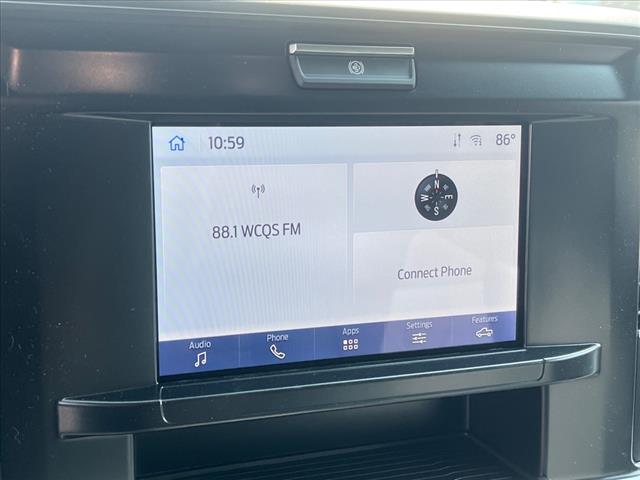 10:59
86°
88.1 WCQS FM
N
W E
S
Connect Phone
Audio
Phone
Apps
Settings
Features